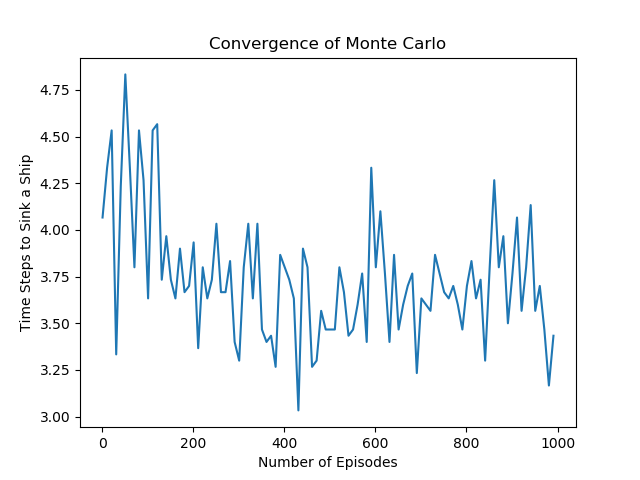 Convergence of Monte Carlo
Time Steps to Sink a Ship
4.75
4.50
4.25
4.00
3.75
3.50
3.25
3.00
0 200 400 600 800 1000
Number of Episodes